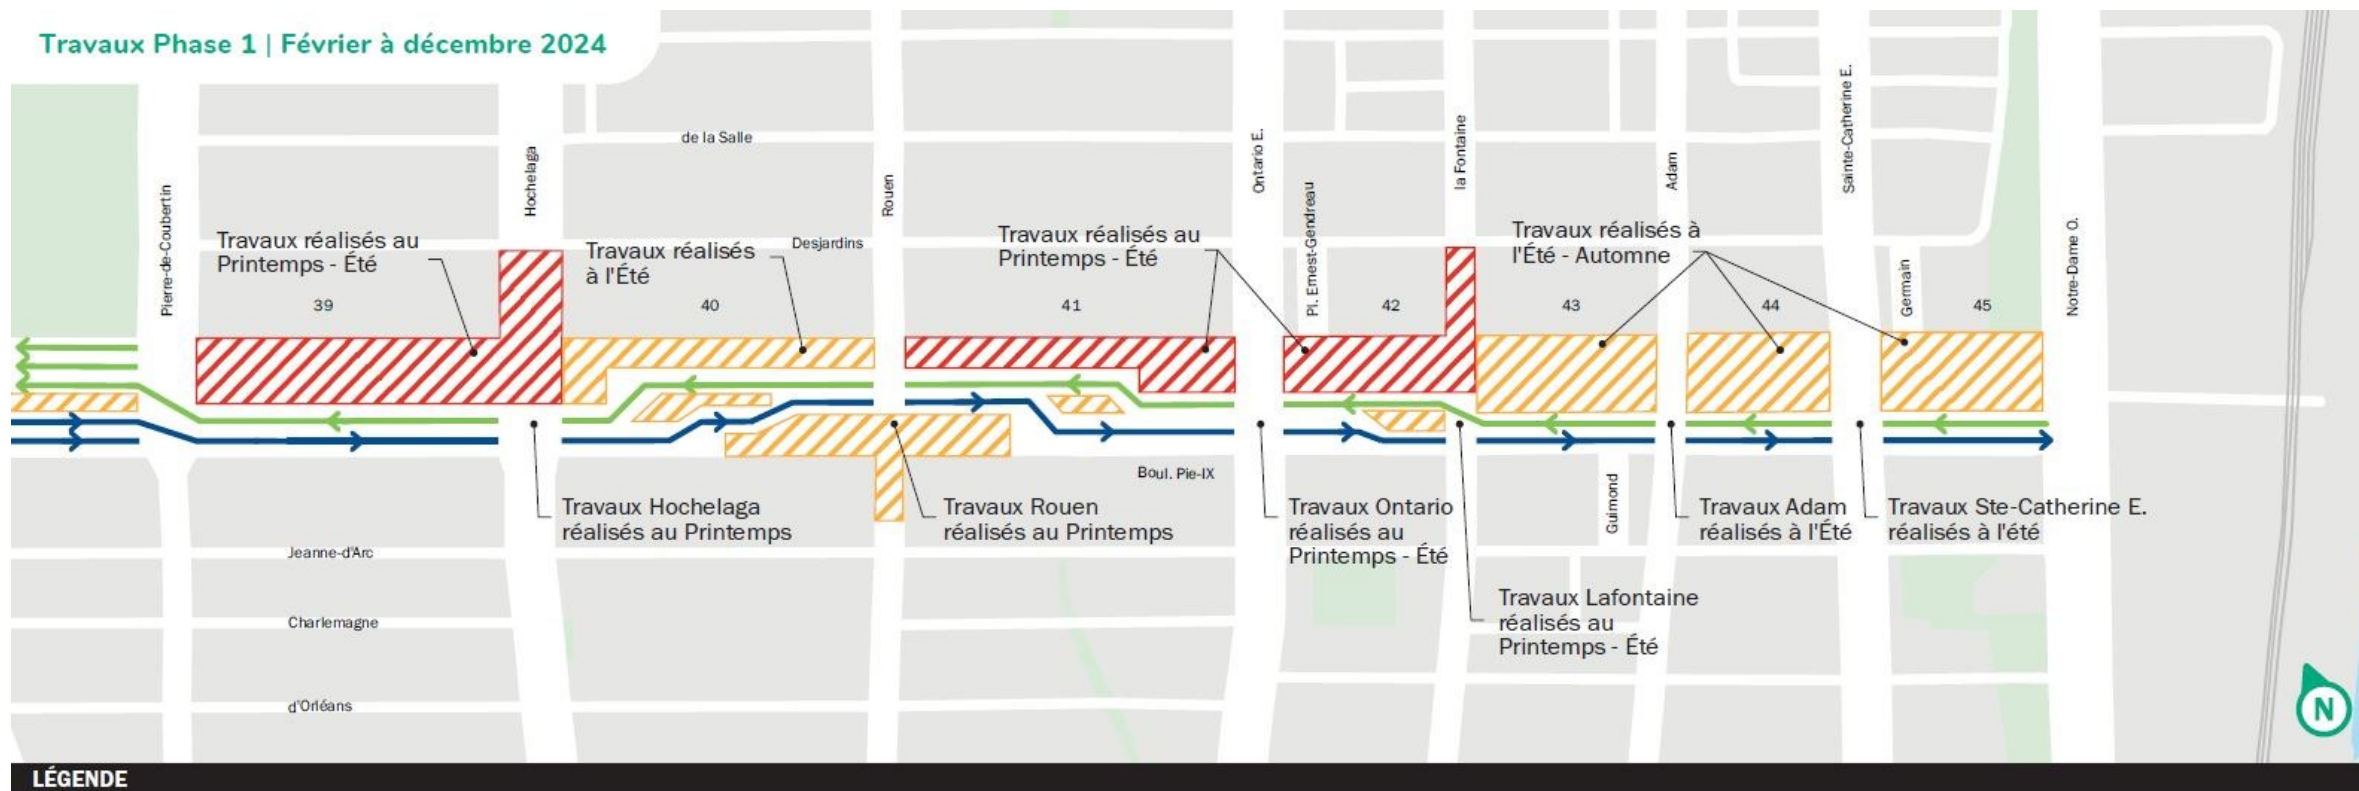 Travaux Phase 1 | Février à décembre 2024
de la Salle
Pierre-de-Coubertin
Hochelaga
Rouen
Ontario E.
Pl. Ernest-Gendreau
la Fontaine
Adam
Sainte-Catherine E.
Germain
Notre-Dame O.
Desjardins
Travaux réalisés au
Printemps - Été
Travaux réalisés
à l'Été
Travaux réalisés au
Printemps - Été
Travaux réalisés à
l'Été - Automne
39
40
41
42
43
44
45
Boul. Pie-IX
Guimond
Travaux Hochelaga
réalisés au Printemps
Travaux Rouen
réalisés au Printemps
Travaux Ontario
réalisés au
Printemps - Été
Travaux Adam
réalisés à l'Été
Travaux Ste-Catherine E.
réalisés à l'été
Travaux Lafontaine
réalisés au
Printemps - Été
Jeanne-d'Arc
Charlemagne
d'Orléans
N
LÉGENDE